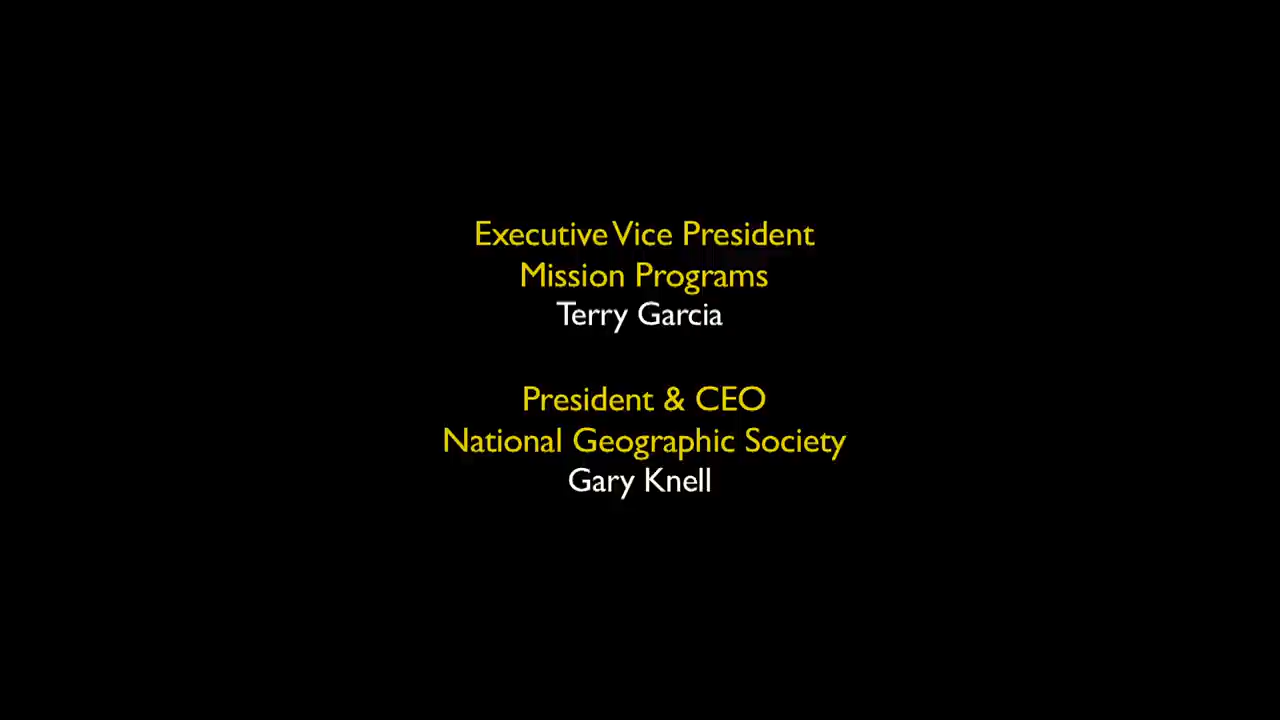 Executive Vice President
Mission Programs
Terry Garcia
President & CEO
National Geographic Society
Gary Knell